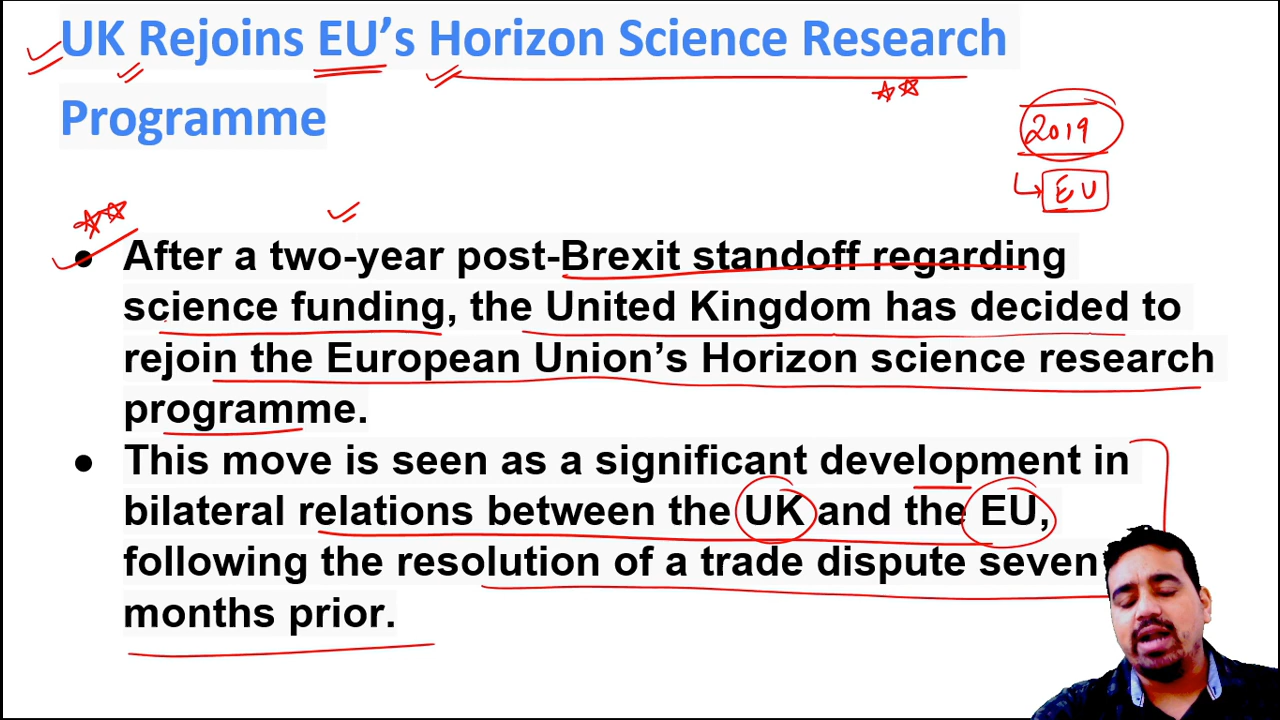 UK Rejoins EU's Horizon Science Research
Programme
2019
EU
● After a two-year post-Brexit standoff regarding
science funding, the United Kingdom has decided to
rejoin the European Union's Horizon science research
programme.
● This move is seen as a significant development in
bilateral relations between the UK and the EU,
following the resolution of a trade dispute seven
months prior.